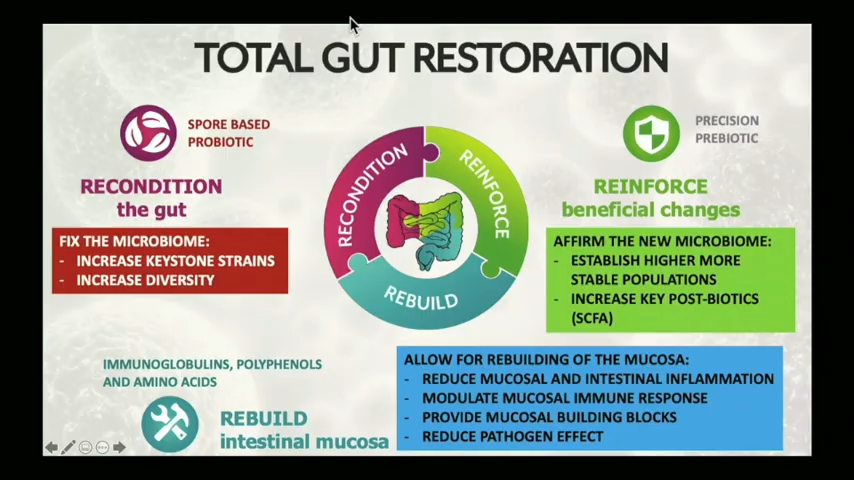 TOTAL GUT RESTORATION
SPORE BASED
PROBIOTIC
RECONDITION
the gut
FIX THE MICROBIOME:
- INCREASE KEYSTONE STRAINS
- INCREASE DIVERSITY
RECONDITION
REINFORCE
REBUILD
PRECISION
PREBIOTIC
REINFORCE
beneficial changes
AFFIRM THE NEW MICROBIOME:
- ESTABLISH HIGHER MORE
STABLE POPULATIONS
- INCREASE KEY POST-BIOTICS
(SCFA)
IMMUNOGLOBULINS, POLYPHENOLS
AND AMINO ACIDS
REBUILD
intestinal mucosa
ALLOW FOR REBUILDING OF THE MUCOSA:
- REDUCE MUCOSAL AND INTESTINAL INFLAMMATION
- MODULATE MUCOSAL IMMUNE RESPONSE
- PROVIDE MUCOSAL BUILDING BLOCKS
- REDUCE PATHOGEN EFFECT